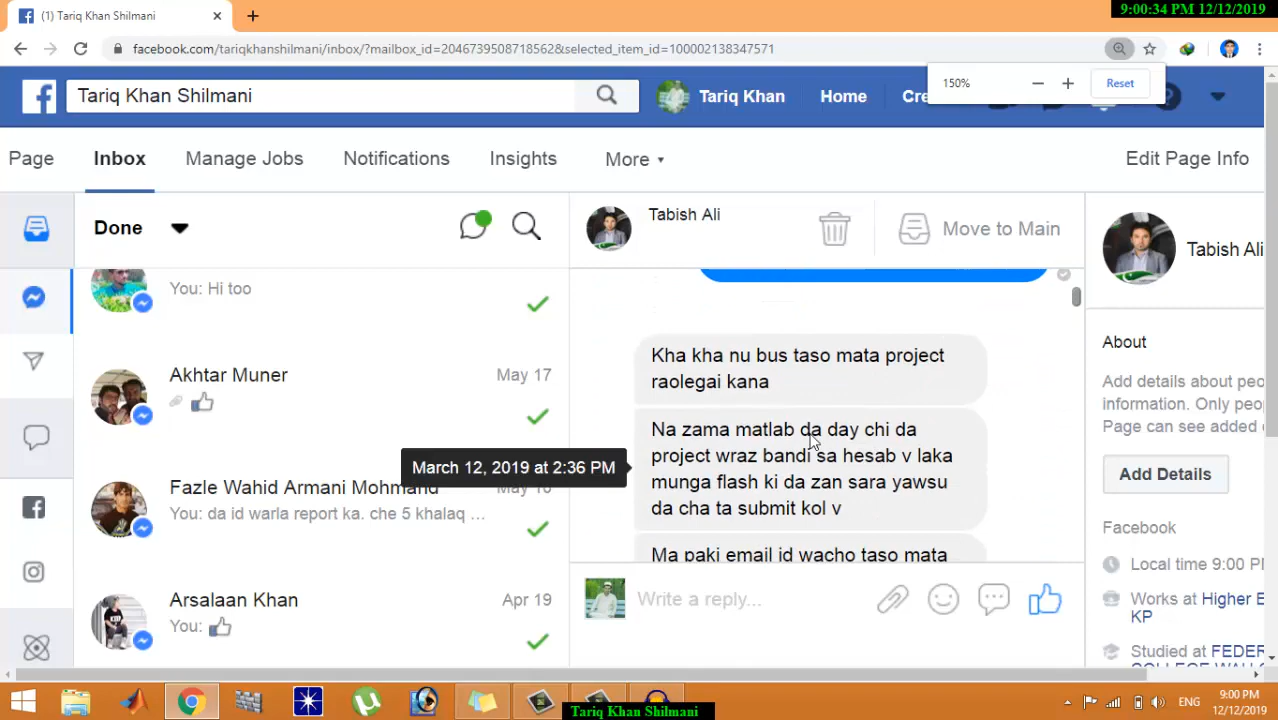 9:00:34 PM 12/12/2019
(1) Tariq Khan Shilmani
facebook.com/tariqkhanshilmani/inbox/?mailbox_id=204673950871856​2&selected_item_id=100002138347571
150%
Reset
Tariq Khan Shilmani
Tariq Khan
Home
Cre
Page
Inbox
Manage Jobs
Notifications
Insights
More
Edit Page Info
Done
Tabish Ali
Move to Main
Tabish Ali
You: Hi too
Akhtar Muner
May 17
Fazle Wahid Armani Mohmand
May 16
You: da id warla report ka. che 5 khalaq ...
Arsalaan Khan
Apr 19
You:
March 12, 2019 at 2:36 PM
Kha kha nu bus taso mata project
raolegai kana
Na zama matlab da day chi da
project wraz bandi sa hesab v laka
munga flash ki da zan sara yawsu
da cha ta submit kol v
Ma paki email id wacho taso mata
Write a reply...
About
Add details about peo
information. Only peop
Page can see added
Add Details
Facebook
Local time 9:00 P
Works at Higher E
KP
Studied at FEDER
ENG
9:00 PM
12/12/2019
Tariq Khan Shilmani